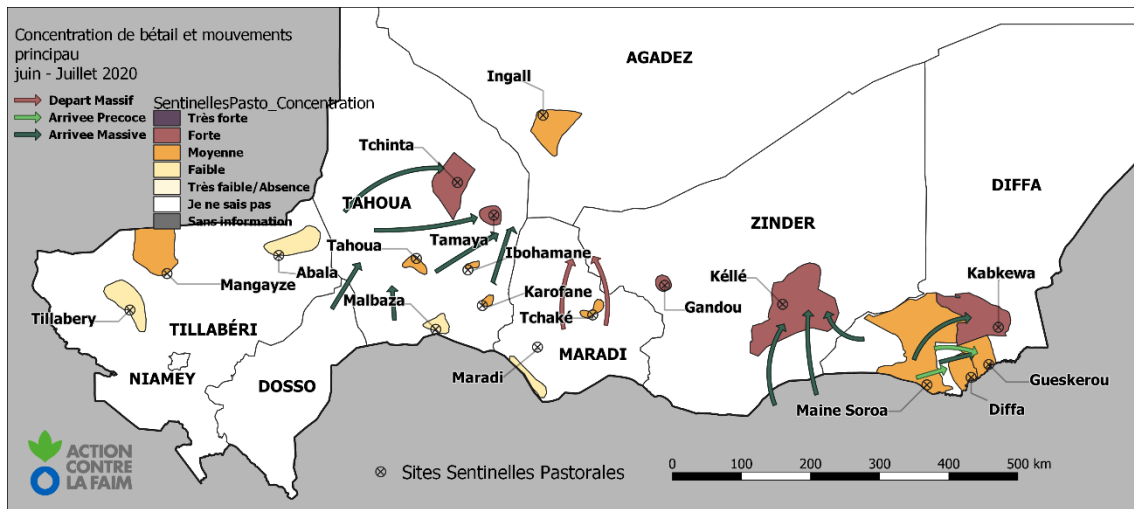 Concentration de bétail et mouvements
principau
juin - Juillet 2020
Depart Massif
Arrivee Precoce
Arrivee Massive
SentinellesPasto_Concentration
Très forte
Forte
Moyenne
Faible
Très faible/Absence
Je ne sais pas
Sans information
AGADEZ
Ingall
Tchinta
TAHOUA
DIFFA
ZINDER
Tamaya
Tahoua
Ibohamane
Abala
Mangayze
Kéllé
Kabkewa
Malbaza
Karofane
Gandou
Tillabery
Tchaké
TILLABÉRI
MARADI
NIAMEY
DOSSO
Maradi
Gueskerou
Maine Soroa
Diffa
ACTION
CONTRE
LA FAIM
Sites Sentinelles Pastorales
0 100 200 300 400 500 km